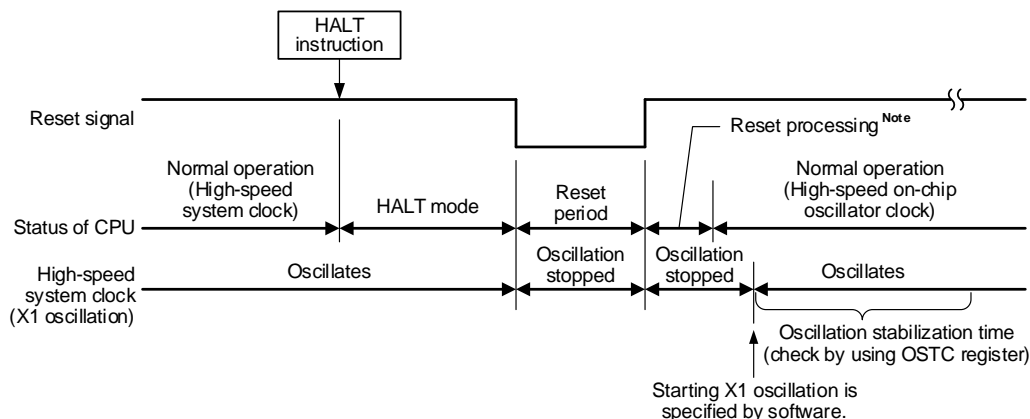 HALT
instruction
Reset signal
Reset processing Note
Normal operation
(High-speed
system clock)
HALT mode
Reset
period
Normal operation
(High-speed on-chip
oscillator clock)
Status of CPU
High-speed
system clock
(X1 oscillation)
Oscillates
Oscillation
stopped
Oscillation
stopped
Oscillates
Oscillation stabilization time
(check by using OSTC register)
Starting X1 oscillation is
specified by software.